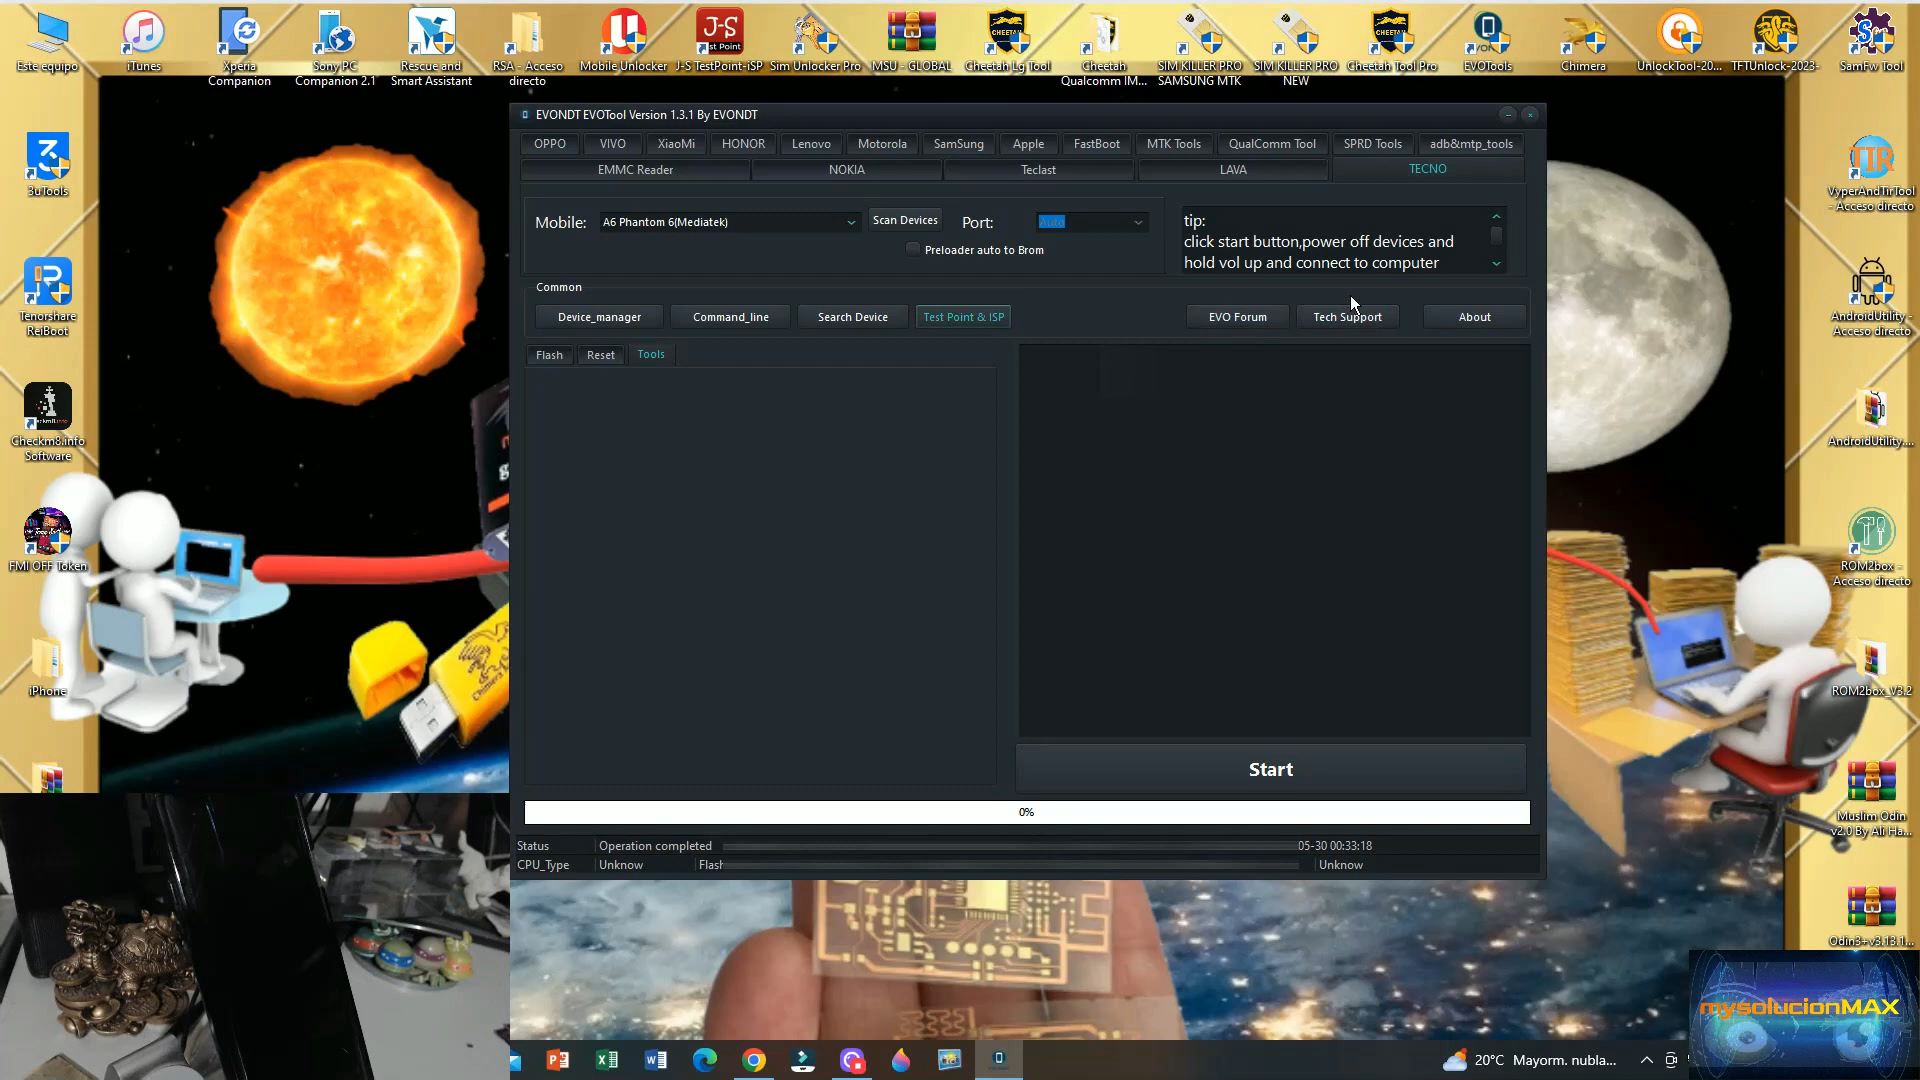 Este equipo
iTunes
Xperia
Companion
Sony PC
Companion 2.1
Rescue and
Smart Assistant
RSA - Acceso
directo
Mobile Unlocker
J-S
st Point
J-S TestPoint-iSP
Sim Unlocker Pro
MSU - GLOBAL
CHEETAH
Cheetah Lg Tool
Cheetah
Qualcomm IM...
SIM KILLER PRO
SAMSUNG MTK
SIM KILLER PRO
NEW
CHEETAH
Cheetah Tool Pro
EVOTools
Chimera
UnlockTool-20...
TFTUnlock-2023-
SamFw Tool
3uTools
Tenorshare
ReiBoot
Checkm8.info
Software
FMI OFF Token
iPhone
EVONDT EVOTool Version 1.3.1 By EVONDT
OPPO
VIVO
XiaoMi
HONOR
Lenovo
Motorola
SamSung
Apple
FastBoot
MTK Tools
QualComm Tool
SPRD Tools
adb&mtp_tools
EMMC Reader
NOKIA
Teclast
LAVA
TECNO
Mobile:
A6 Phantom 6(Mediatek)
Scan Devices
Port:
Auto
Preloader auto to Brom
tip:
click start button,power off devices and
hold vol up and connect to computer
Common
Device_manager
Command_line
Search Device
Test Point & ISP
EVO Forum
Tech Support
About
Flash
Reset
Tools
Start
0%
Status
Operation completed
05-30 00:33:18
CPU_Type
Unknow
Flash
Unknow
TTR
VyperAndTirTool
- Acceso directo
AndroidUtility -
Acceso directo
AndroidUtility....
ROM2box -
Acceso directo
ROM2box_V3.2
Muslim Odin
v2.0 By Ali Ha...
Odin3+v3.13.1...
mysolucionMAX
20°C Mayorm. nubla...